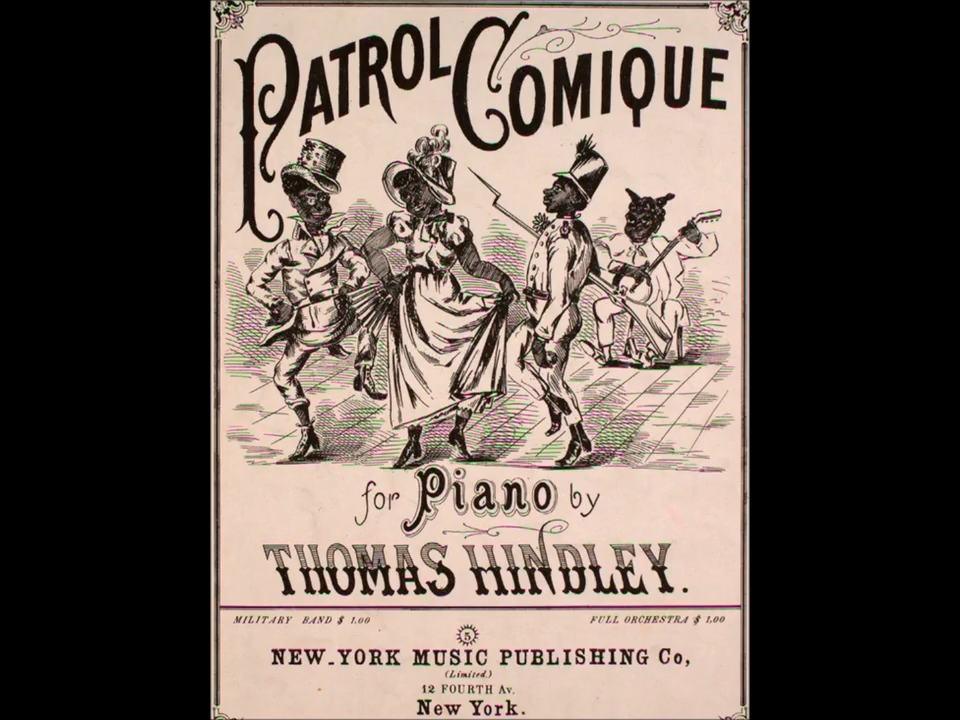 PATROL COMIQUE
for Piano by
THOMAS HINDLEY.
MILITARY BAND $ 1.00
FULL ORCHESTRA $ 1.00
5
NEW-YORK MUSIC PUBLISHING Co,
(Limited.)
12 FOURTH Av.
New York.